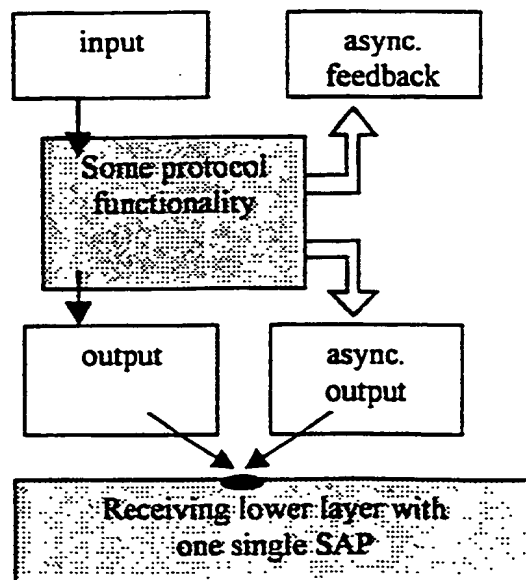 input
async.
feedback
Some protocol
functionality
output
async.
output
Receiving lower layer with
one single SAP